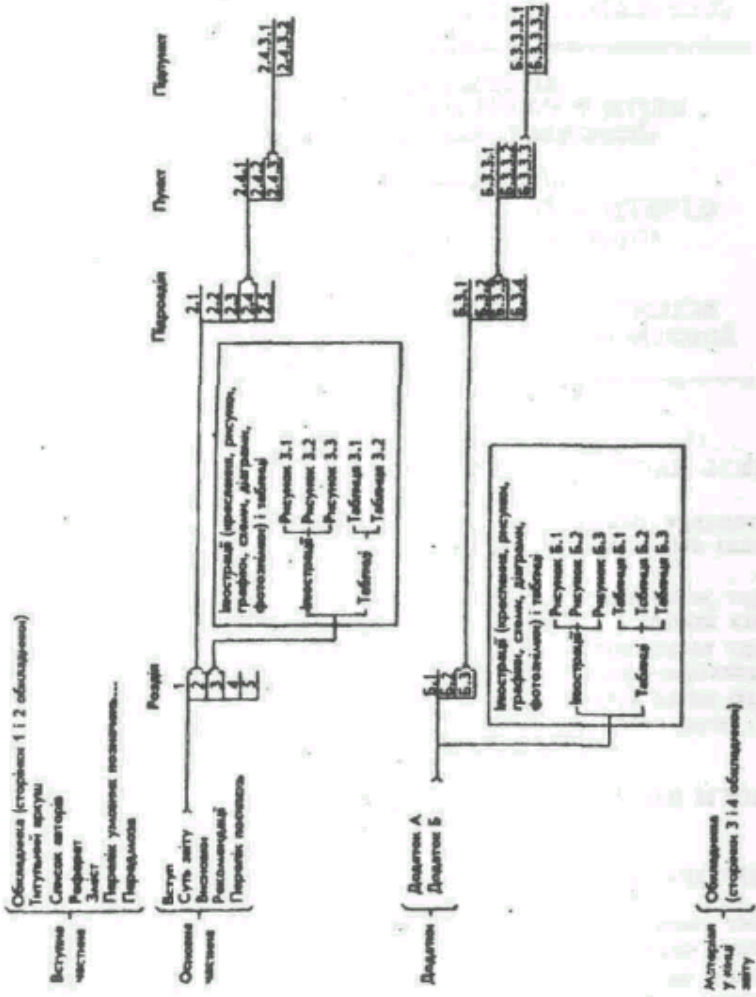 Вступна
частина
Обкладинка (сторінки 1 і 2 обкладинки)
Титульний аркуш
Список авторів
Реферат
Зміст
Перелік умовних позначень...
Передмова
Розділ
Підрозділ
Пункт
Підпункт
Основна
частина
Вступ
Суть звіту
Висновки
Рекомендації
Перелік посилань
1
2
3
4
5
2.1
2.2
2.3
2.4
2.5
2.4.1
2.4.2
2.4.3
2.4.3.1
2.4.3.2
Ілюстрації (креслення, рисунки,
графіки, схеми, діаграми,
фотознімки) і таблиці
Ілюстрації
Рисунок 3.1
Рисунок 3.2
Рисунок 3.3
Таблиці
Таблиця 3.1
Таблиця 3.2
Додатки
Додаток А
Додаток Б
Б.1
Б.2
Б.3
Б.3.1
Б.3.2
Б.3.3
Б.3.4
Б.3.3.1
Б.3.3.2
Б.3.3.3
Б.3.3.3.1
Б.3.3.3.2
Ілюстрації (креслення, рисунки,
графіки, схеми, діаграми,
фотознімки) і таблиці
Ілюстрації
Рисунок Б.1
Рисунок Б.2
Рисунок Б.3
Таблиці
Таблиця Б.1
Таблиця Б.2
Таблиця Б.3
Матеріал
у кінці
звіту
Обкладинка
(сторінки 3 і 4 обкладинки)